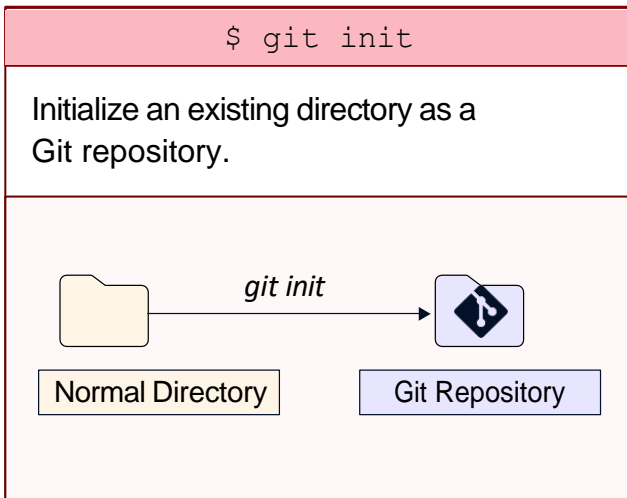 $ git init
Initialize an existing directory as a
Git repository.
git init
Normal Directory
Git Repository